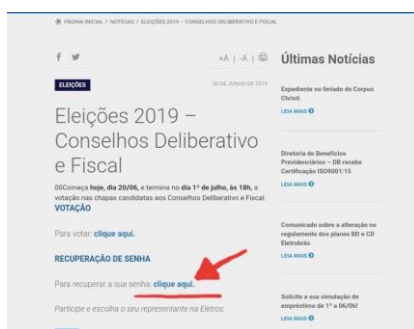 PÁGINA INICIAL / NOTÍCIAS / ELEIÇÕES 2019 – CONSELHOS DELIBERATIVO E FISCAL
+A | -A |
ELEIÇÕES
20 DE JUNHO DE 2019
Eleições 2019 –
Conselhos Deliberativo
e Fiscal
00Começa hoje, dia 20/06, e termina no dia 1º de julho, às 18h, a
votação nas chapas candidatas aos Conselhos Deliberativo e Fiscal.
VOTAÇÃO
Para votar: clique aqui.
RECUPERAÇÃO DE SENHA
Para recuperar a sua senha: clique aqui.
Participe e escolha o seu representante na Eletros.
Últimas Notícias
Expediente no feriado de Corpus
Christi
LEIA MAIS
Diretoria de Benefícios
Previdenciários – DB recebe
Certificação ISO9001:15
LEIA MAIS
Comunicado sobre a alteração no
regulamento dos planos BD e CD
Eletrobrás
LEIA MAIS
Solicite a sua simulação de
empréstimo de 1º a 06/06!
LEIA MAIS